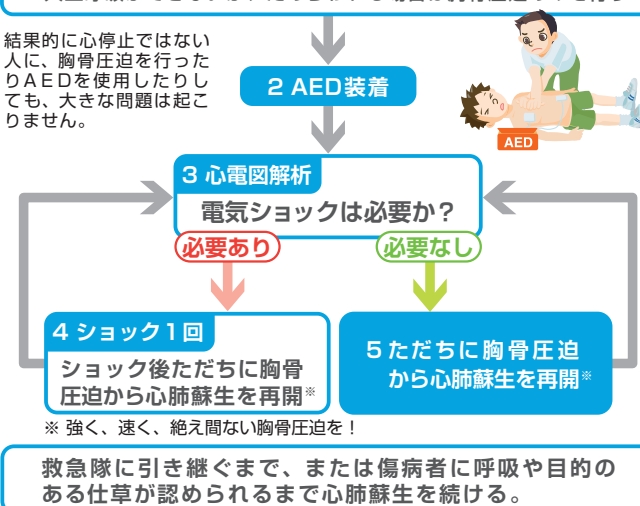 結果的に心停止ではない
人に、胸骨圧迫を行った
りAEDを使用したりし
ても、大きな問題は起こ
りません。
2 AED装着
AED
3 心電図解析
電気ショックは必要か？
必要あり
必要なし
4 ショック1回
ショック後ただちに胸骨
圧迫から心肺蘇生を再開※
5 ただちに胸骨圧迫
から心肺蘇生を再開※
※ 強く、速く、絶え間ない胸骨圧迫を！
救急隊に引き継ぐまで、または傷病者に呼吸や目的の
ある仕草が認められるまで心肺蘇生を続ける。